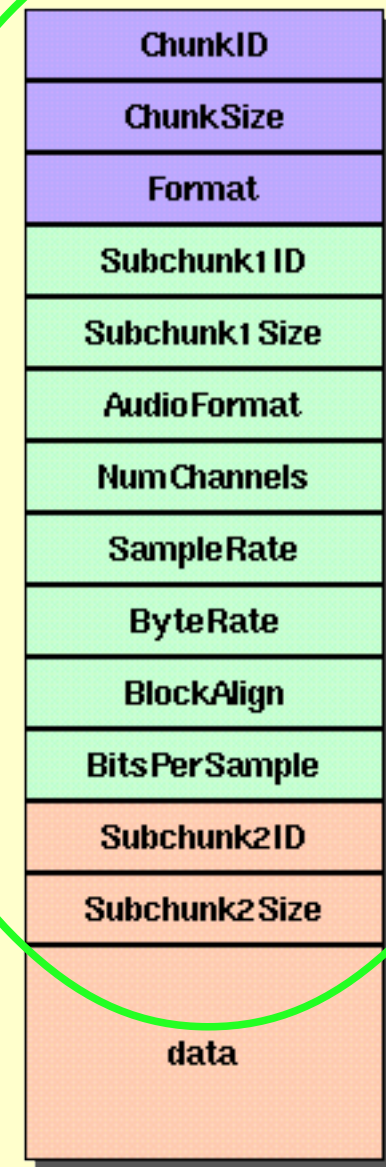 ChunkID
ChunkSize
Format
Subchunk1ID
Subchunk1Size
AudioFormat
NumChannels
SampleRate
ByteRate
BlockAlign
BitsPerSample
Subchunk2ID
Subchunk2Size
data